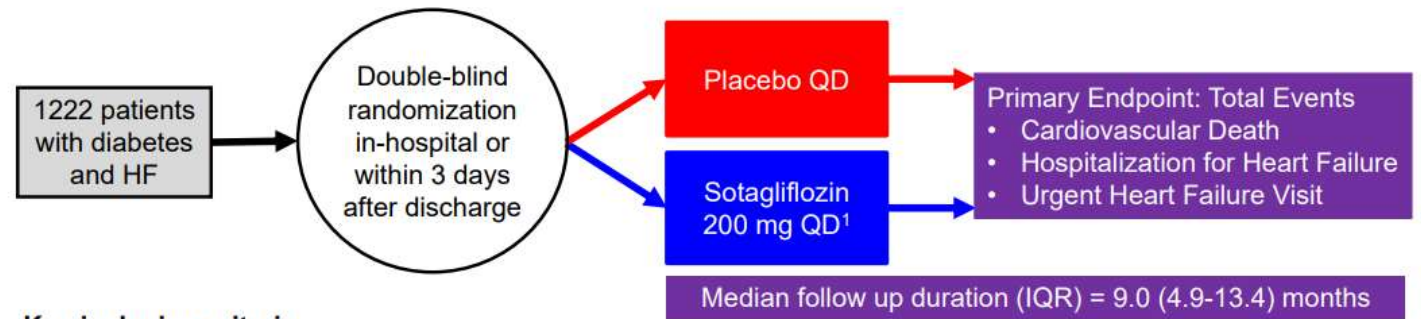 1222 patients
with diabetes
and HF
Double-blind
randomization
in-hospital or
within 3 days
after discharge
Placebo QD
Sotagliflozin
200 mg QD¹
Primary Endpoint: Total Events
• Cardiovascular Death
• Hospitalization for Heart Failure
• Urgent Heart Failure Visit
Median follow up duration (IQR) = 9.0 (4.9-13.4) months